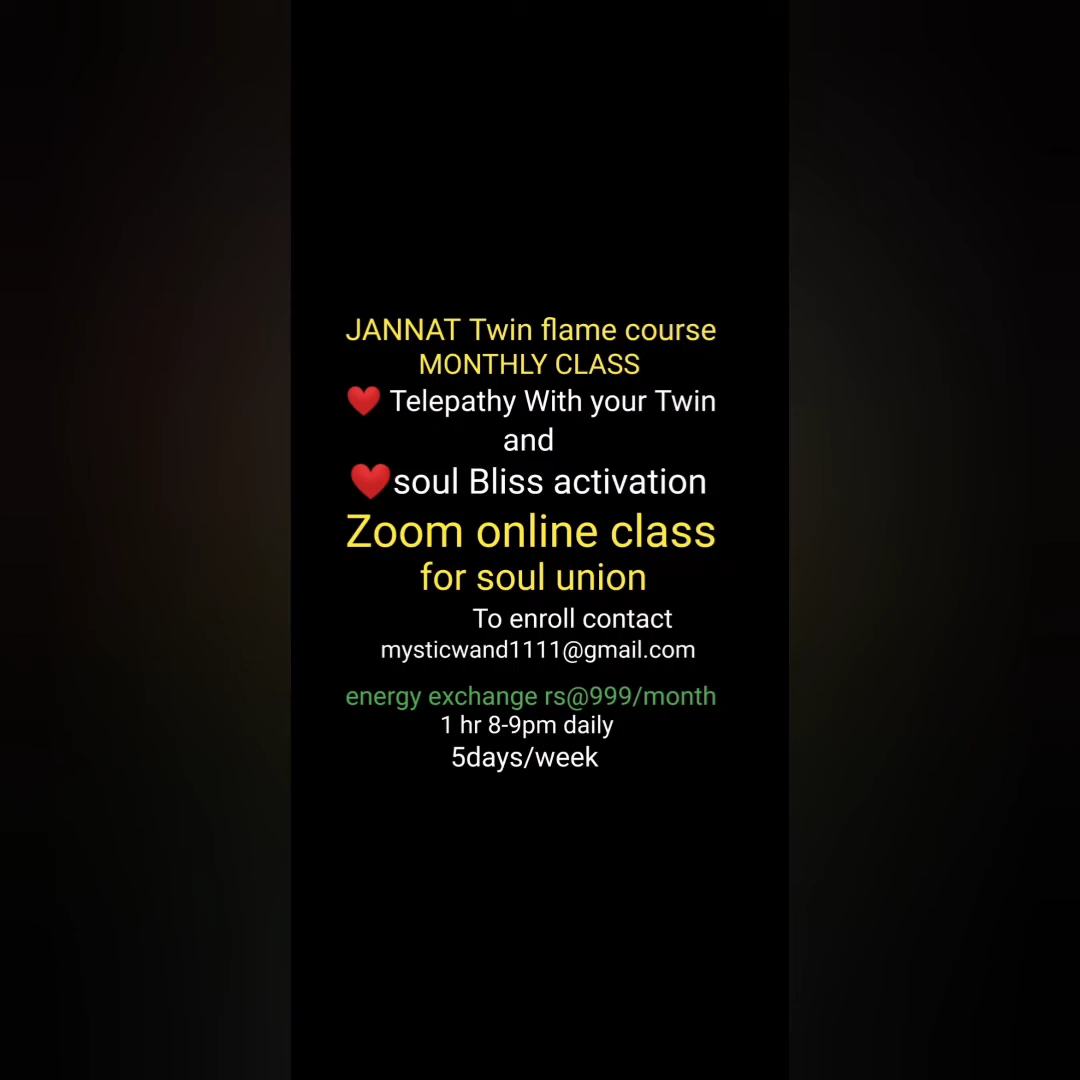 JANNAT Twin flame course
MONTHLY CLASS
❤️ Telepathy With your Twin
and
❤️soul Bliss activation
Zoom online class
for soul union
To enroll contact
mysticwand1111@gmail.com
energy exchange rs@999/month
1 hr 8-9pm daily
5days/week